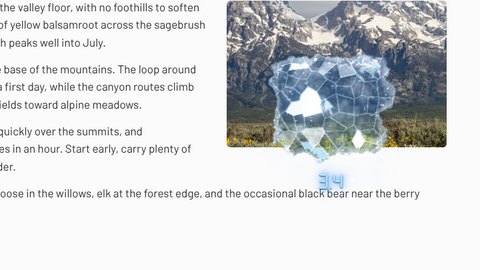 the valley floor, with no foothills to soften
of yellow balsamroot across the sagebrush
h peaks well into July.
base of the mountains. The loop around
first day, while the canyon routes climb
ields toward alpine meadows.
quickly over the summits, and
es in an hour. Start early, carry plenty of
der.
3.4
oose in the willows, elk at the forest edge, and the occasional black bear near the berry